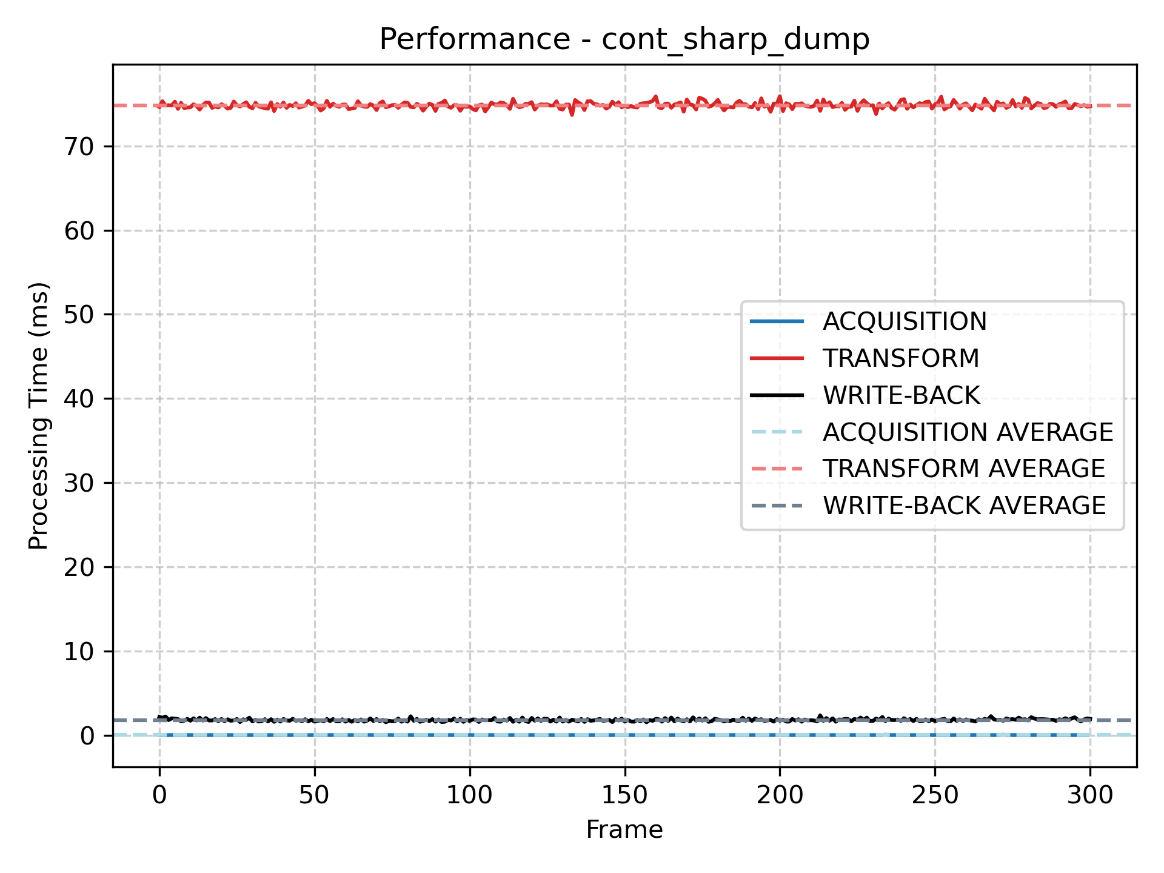 Performance - cont_sharp_dump
Processing Time (ms)
70
60
50
40
30
20
10
0
ACQUISITION
TRANSFORM
WRITE-BACK
ACQUISITION AVERAGE
TRANSFORM AVERAGE
WRITE-BACK AVERAGE
0 50 100 150 200 250 300
Frame